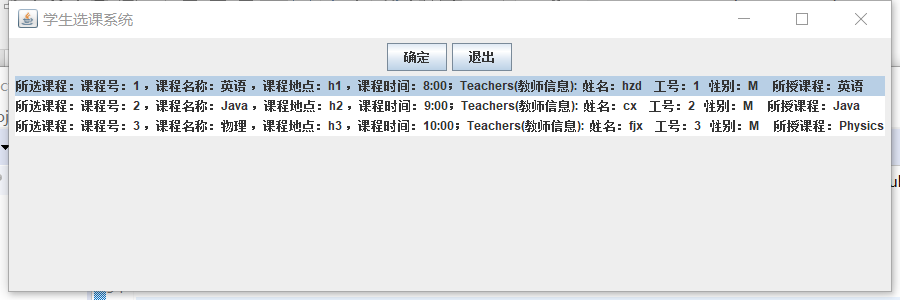 学生选课系统
确定 退出
所选课程：课程号：1，课程名称：英语，课程地点：h1，课程时间：8:00；Teachers(教师信息): 姓名：hzd 工号：1 性别：M 所授课程：英语
所选课程：课程号：2，课程名称：Java，课程地点：h2，课程时间：9:00；Teachers(教师信息): 姓名：cx 工号：2 性别：M 所授课程：Java
所选课程：课程号：3，课程名称：物理，课程地点：h3，课程时间：10:00；Teachers(教师信息): 姓名：fjx 工号：3 性别：M 所授课程：Physics